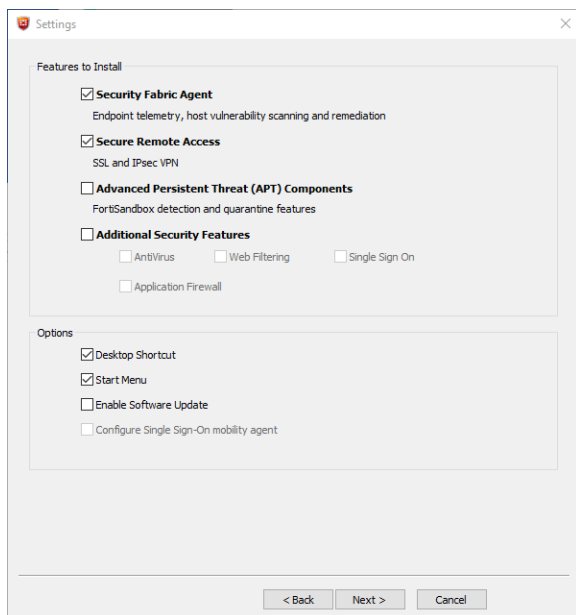 Settings
Features to Install
Security Fabric Agent
Endpoint telemetry, host vulnerability scanning and remediation
Secure Remote Access
SSL and IPsec VPN
Advanced Persistent Threat (APT) Components
FortiSandbox detection and quarantine features
Additional Security Features
AntiVirus Web Filtering Single Sign On
Application Firewall
Options
Desktop Shortcut
Start Menu
Enable Software Update
Configure Single Sign-On mobility agent
< Back Next > Cancel